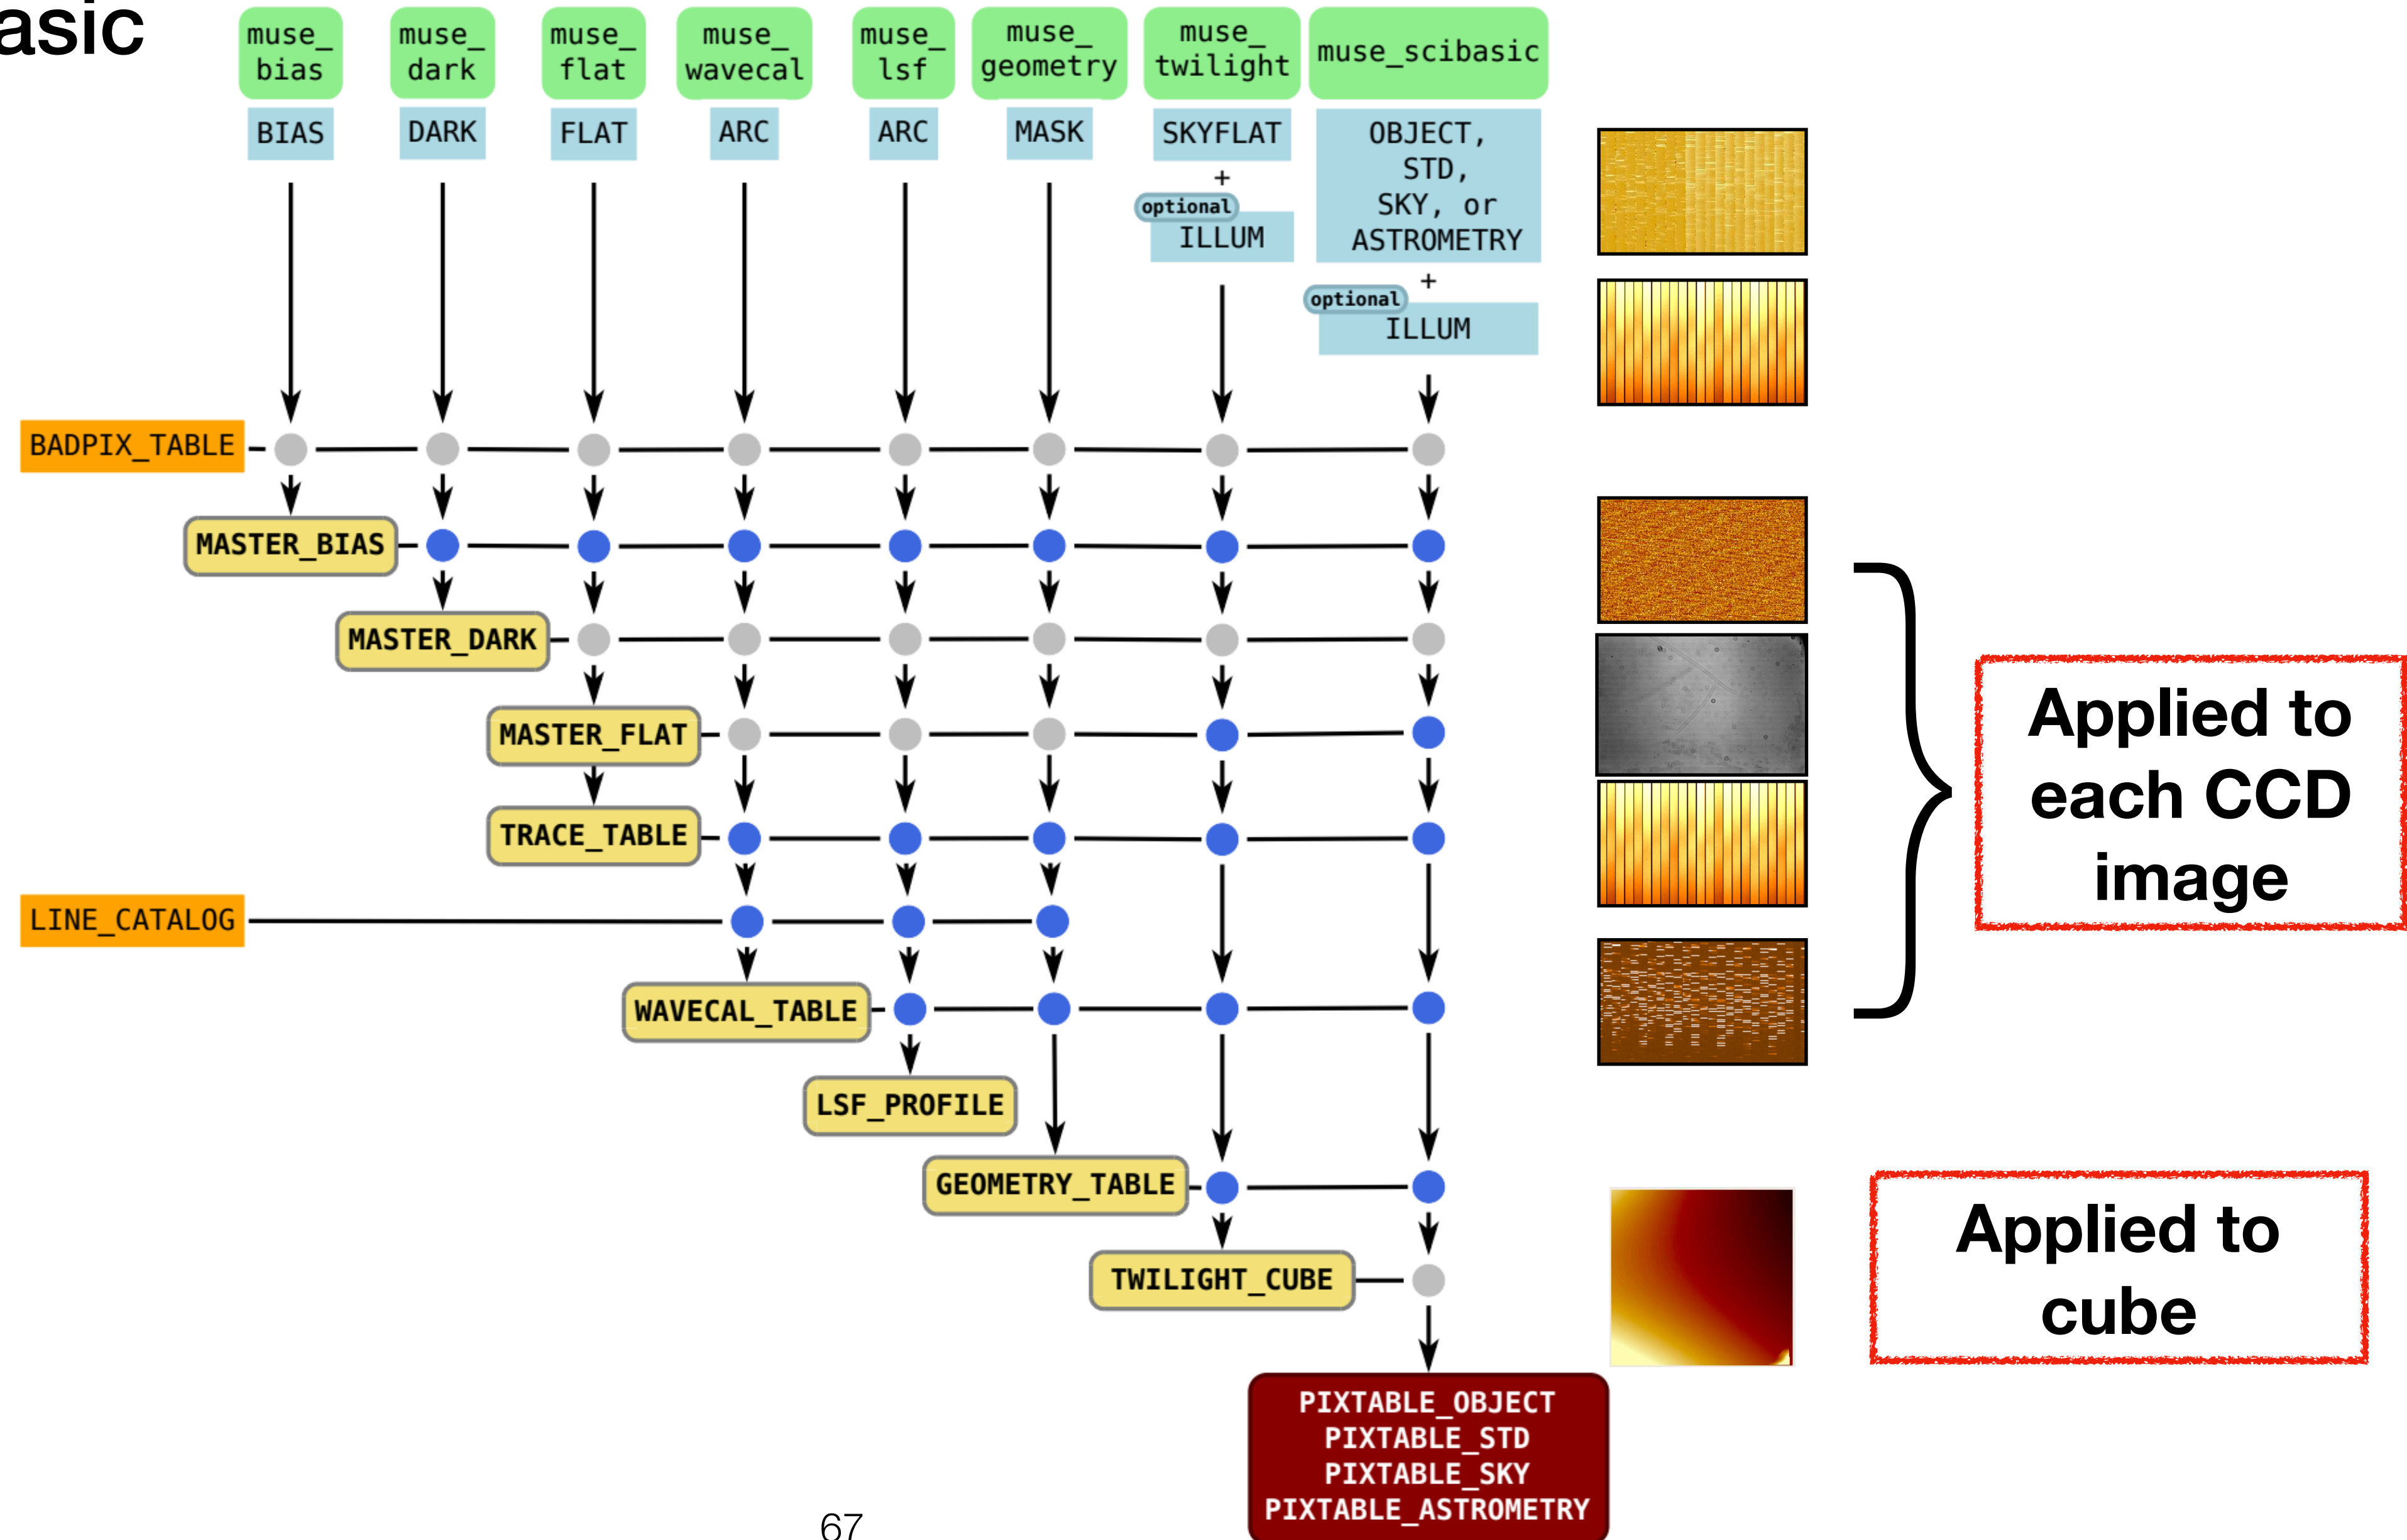 asic
muse_
bias
muse_
dark
muse_
flat
muse_
wavecal
muse_
lsf
muse_
geometry
muse_
twilight
muse_scibasic
BIAS
DARK
FLAT
ARC
ARC
MASK
SKYFLAT
+
optional
ILLUM
OBJECT,
STD,
SKY, or
ASTROMETRY
+
optional
ILLUM
BADPIX_TABLE
MASTER_BIAS
MASTER_DARK
MASTER_FLAT
TRACE_TABLE
LINE_CATALOG
WAVECAL_TABLE
LSF_PROFILE
GEOMETRY_TABLE
TWILIGHT_CUBE
PIXTABLE_OBJECT
PIXTABLE_STD
PIXTABLE_SKY
PIXTABLE_ASTROMETRY
Applied to
each CCD
image
Applied to
cube
67